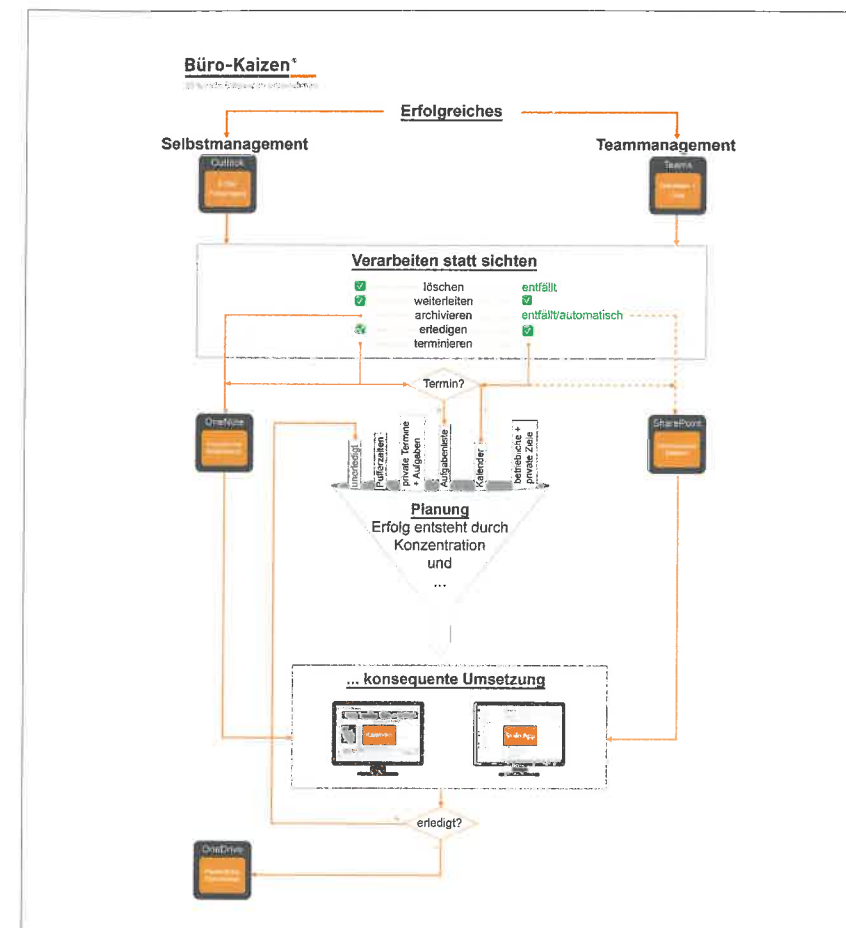 Büro-Kaizen®
Erfolgreiches
Selbstmanagement
Teammanagement
Outlook
Teams
Verarbeiten statt sichten
löschen entfällt
weiterleiten
archivieren entfällt/automatisch
erledigen
terminieren
Termin?
OneNote
SharePoint
unerledigt
Pufferzeiten
private Termine
+ Aufgaben
Aufgabenliste
Kalender
betriebliche +
private Ziele
Planung
Erfolg entsteht durch
Konzentration
und
...
... konsequente Umsetzung
Kalender
erledigt?
OneDrive